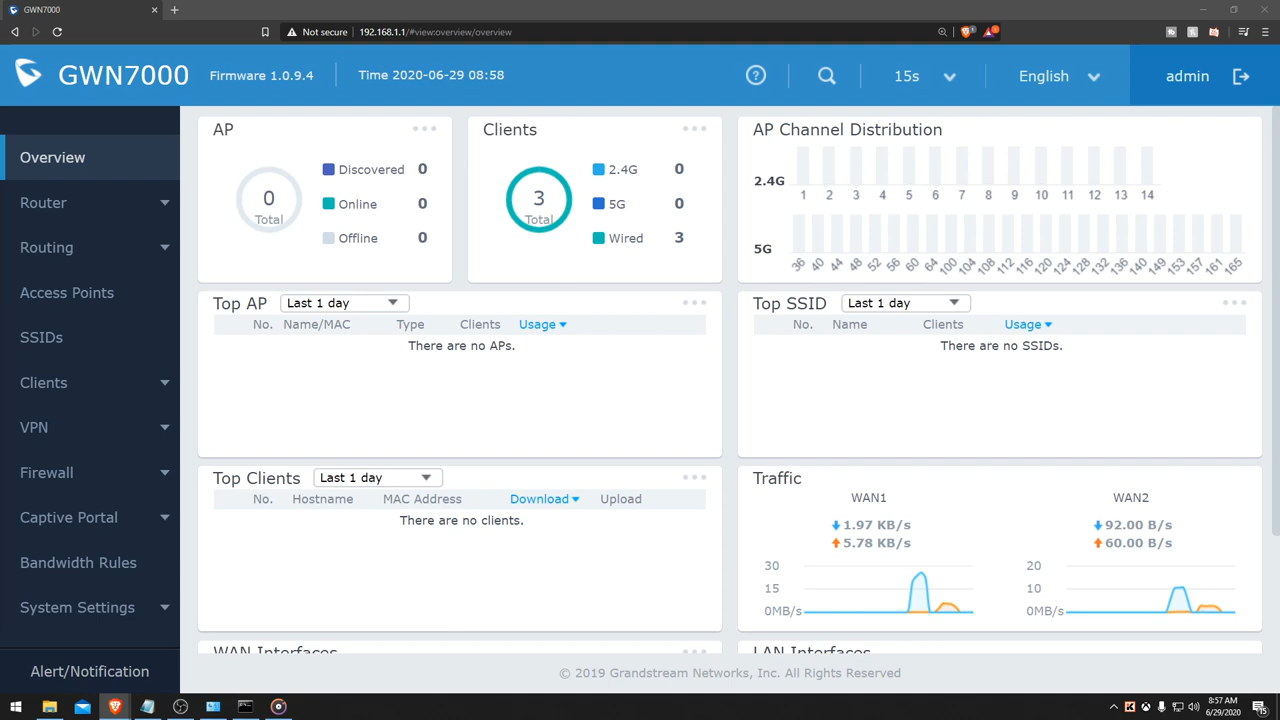 GWN7000
Not secure
192.168.1.1/#view:overview/overview
GWN7000
Firmware 1.0.9.4
Time 2020-06-29 08:58
15s
English
admin
Overview
Router
Routing
Access Points
SSIDs
Clients
VPN
Firewall
Captive Portal
Bandwidth Rules
System Settings
Alert/Notification
AP
0
Total
Discovered 0
Online 0
Offline 0
Clients
3
Total
2.4G 0
5G 0
Wired 3
AP Channel Distribution
2.4G
1 2 3 4 5 6 7 8 9 10 11 12 13 14
5G
36 40 44 48 52 56 60 64 100 104 108 112 116 120 124 128 132 136 140 149 153 157 161 165
Top AP Last 1 day
No. Name/MAC Type Clients Usage
There are no APs.
Top SSID Last 1 day
No. Name Clients Usage
There are no SSIDs.
Top Clients Last 1 day
No. Hostname MAC Address Download Upload
There are no clients.
Traffic
WAN1
1.97 KB/s
5.78 KB/s
30
15
0MB/s
WAN2
92.00 B/s
60.00 B/s
20
10
0MB/s
WAN Interfaces
LAN Interfaces
© 2019 Grandstream Networks, Inc. All Rights Reserved
8:57 AM
6/29/2020
15